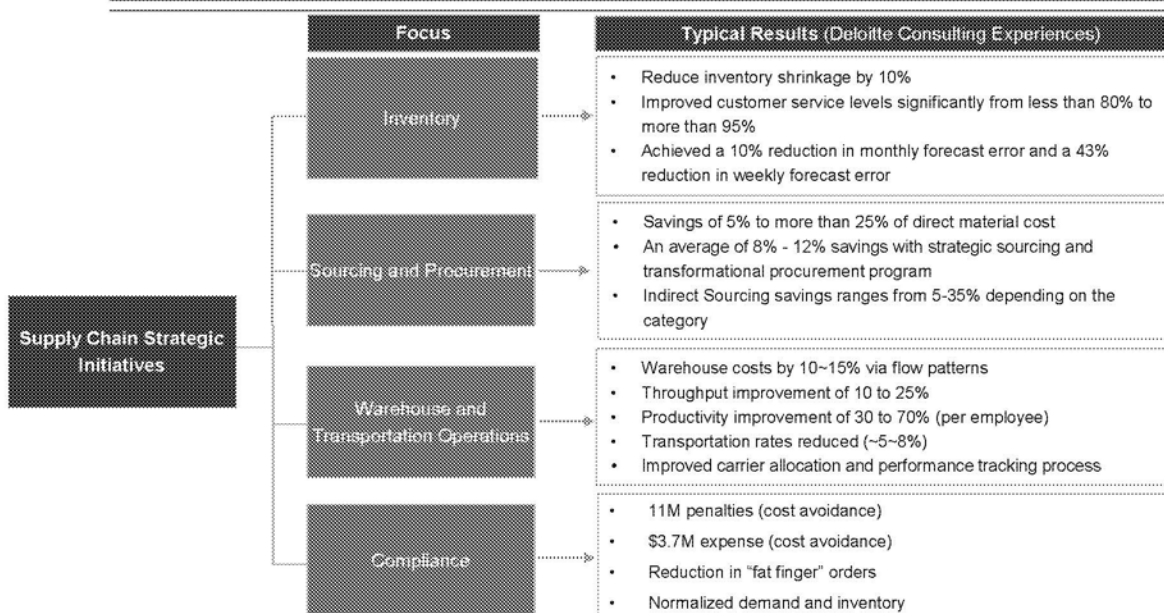 Focus
Typical Results (Deloitte Consulting Experiences)
Supply Chain Strategic
Initiatives
Inventory
• Reduce inventory shrinkage by 10%
• Improved customer service levels significantly from less than 80% to
more than 95%
• Achieved a 10% reduction in monthly forecast error and a 43%
reduction in weekly forecast error
Sourcing and Procurement
• Savings of 5% to more than 25% of direct material cost
• An average of 8% - 12% savings with strategic sourcing and
transformational procurement program
• Indirect Sourcing savings ranges from 5-35% depending on the
category
Warehouse and
Transportation Operations
• Warehouse costs by 10~15% via flow patterns
• Throughput improvement of 10 to 25%
• Productivity improvement of 30 to 70% (per employee)
• Transportation rates reduced (~5~8%)
• Improved carrier allocation and performance tracking process
Compliance
• 11M penalties (cost avoidance)
• $3.7M expense (cost avoidance)
• Reduction in “fat finger” orders
• Normalized demand and inventory